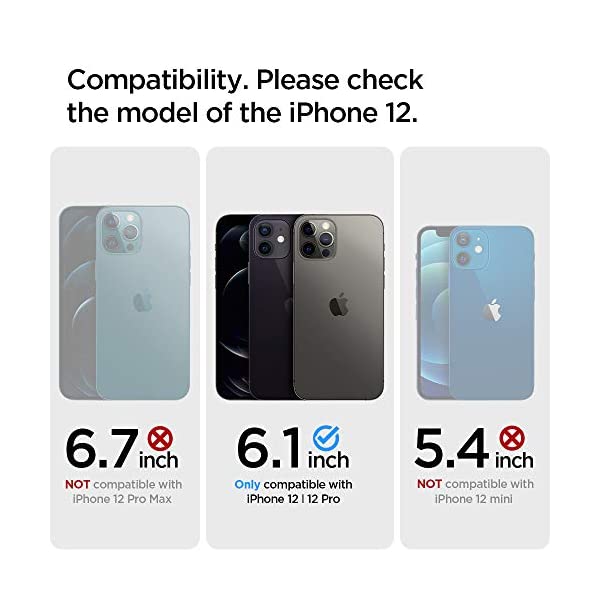 Compatibility. Please check
the model of the iPhone 12.
6.7 inch
NOT compatible with
iPhone 12 Pro Max
6.1 inch
Only compatible with
iPhone 12 | 12 Pro
5.4 inch
NOT compatible with
iPhone 12 mini